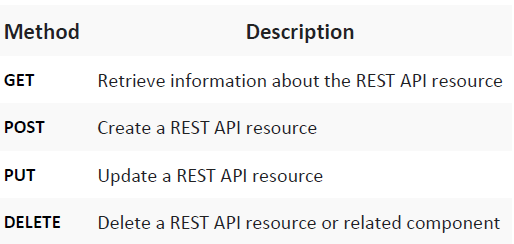 Method Description
GET Retrieve information about the REST API resource
POST Create a REST API resource
PUT Update a REST API resource
DELETE Delete a REST API resource or related component